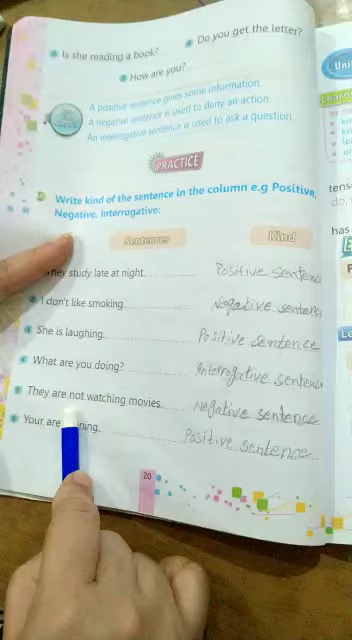 Do you get the letter?
Is she reading a book?
How are you?
A positive sentence gives some information.
A negative sentence is used to deny an action.
An interrogative sentence is used to ask a question.
PRACTICE
Write kind of the sentence in the column e.g Positive,
Negative, Interrogative:
Sentences Kind
They study late at night. Positive Sentence
I don't like smoking. Negative sentence
She is laughing. Positive sentence
What are you doing? interrogative sentence
They are not watching movies. Negative sentence
Your are Positive sentence
20
Uni